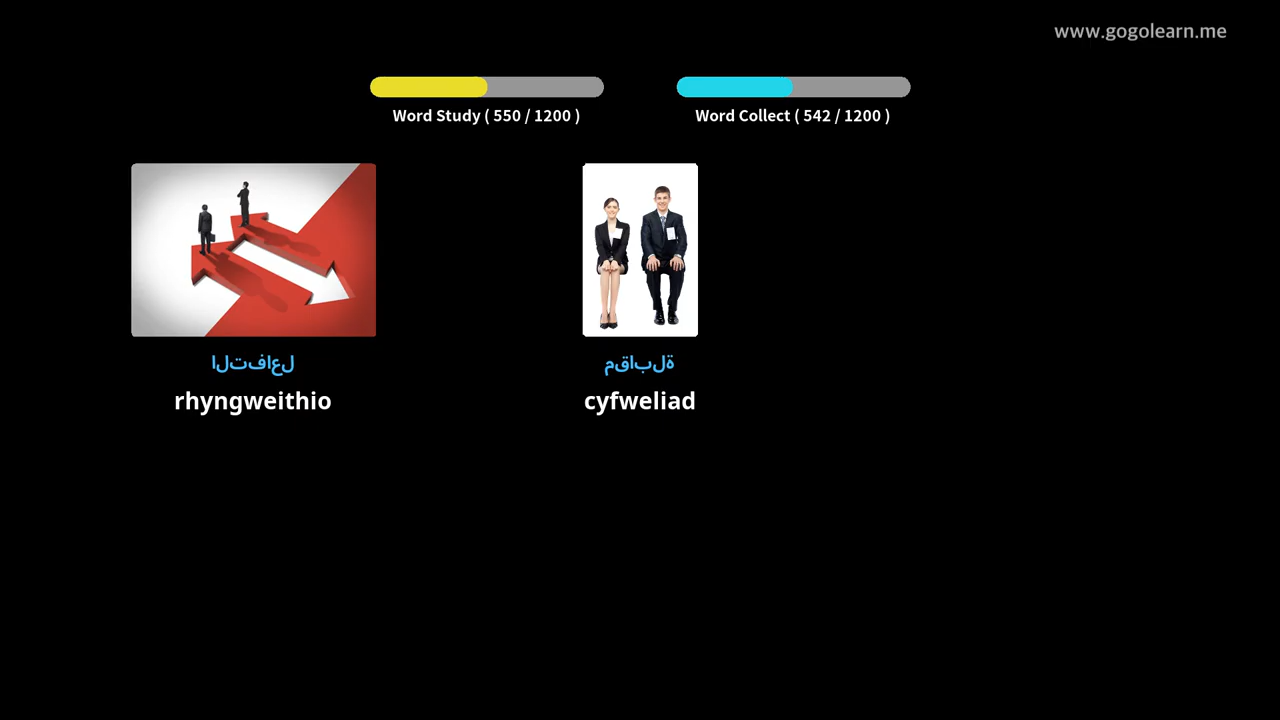 www.gogolearn.me
Word Study ( 550 / 1200 )
Word Collect ( 542 / 1200 )
التفاعل
rhyngweithio
مقابلة
cyfweliad